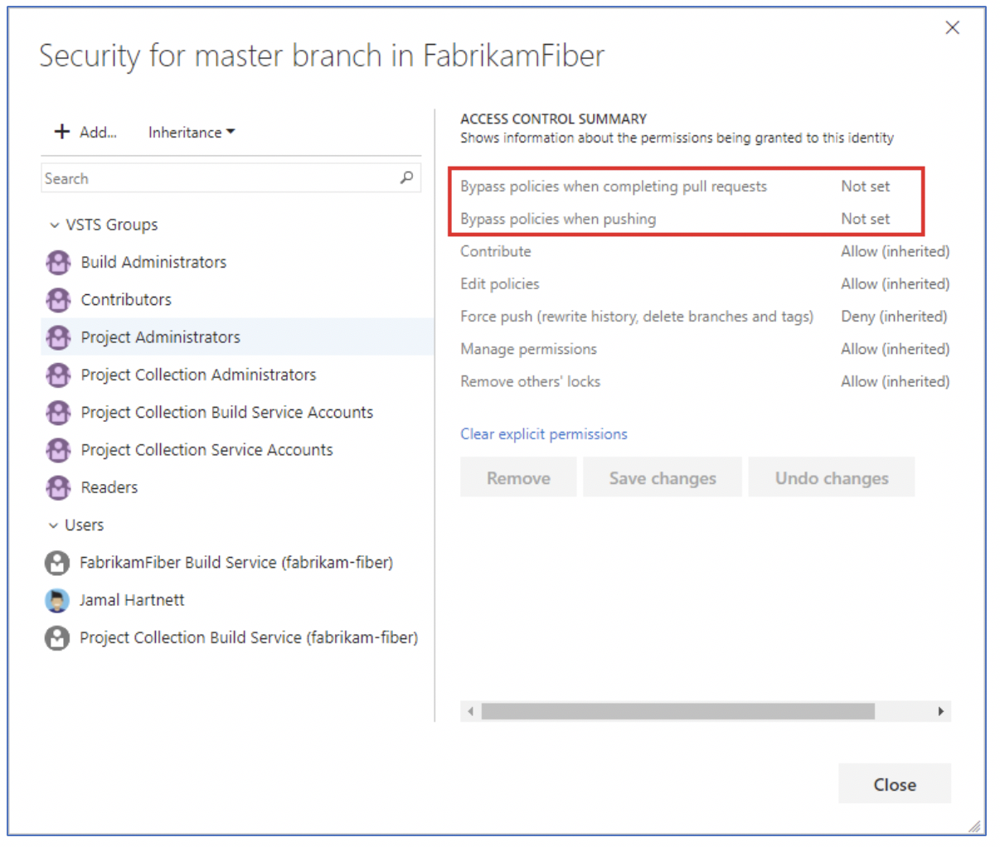 Security for master branch in FabrikamFiber
+ Add... Inheritance
Search
VSTS Groups
Build Administrators
Contributors
Project Administrators
Project Collection Administrators
Project Collection Build Service Accounts
Project Collection Service Accounts
Readers
Users
FabrikamFiber Build Service (fabrikam-fiber)
Jamal Hartnett
Project Collection Build Service (fabrikam-fiber)
ACCESS CONTROL SUMMARY
Shows information about the permissions being granted to this identity
Bypass policies when completing pull requests Not set
Bypass policies when pushing Not set
Contribute Allow (inherited)
Edit policies Allow (inherited)
Force push (rewrite history, delete branches and tags) Deny (inherited)
Manage permissions Allow (inherited)
Remove others' locks Allow (inherited)
Clear explicit permissions
Remove Save changes Undo changes
Close